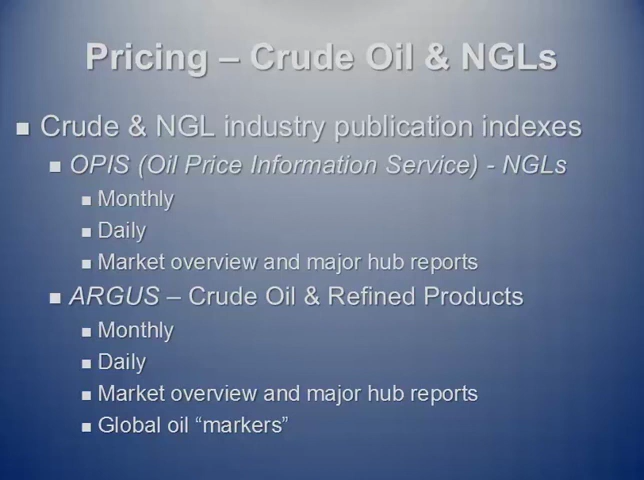 Pricing – Crude Oil & NGLs
■ Crude & NGL industry publication indexes
■ OPIS (Oil Price Information Service) - NGLs
■ Monthly
■ Daily
■ Market overview and major hub reports
■ ARGUS – Crude Oil & Refined Products
■ Monthly
■ Daily
■ Market overview and major hub reports
■ Global oil “markers”